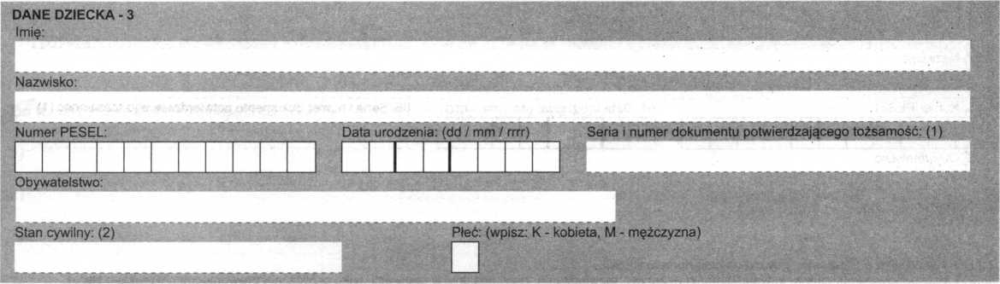 DANE DZIECKA - 3
Imię:
Nazwisko:
Numer PESEL:
Data urodzenia: (dd / mm / rrrr)
Seria i numer dokumentu potwierdzającego tożsamość: (1)
Obywatelstwo:
Stan cywilny: (2)
Płeć: (wpisz: K - kobieta, M - mężczyzna)